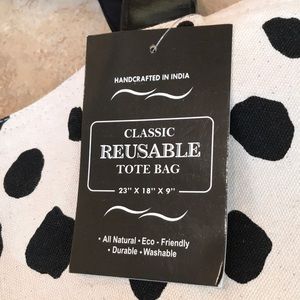 HANDCRAFTED IN INDIA
CLASSIC
REUSABLE
TOTE BAG
23" X 18" X 9"
• All Natural • Eco - Friendly
• Durable • Washable